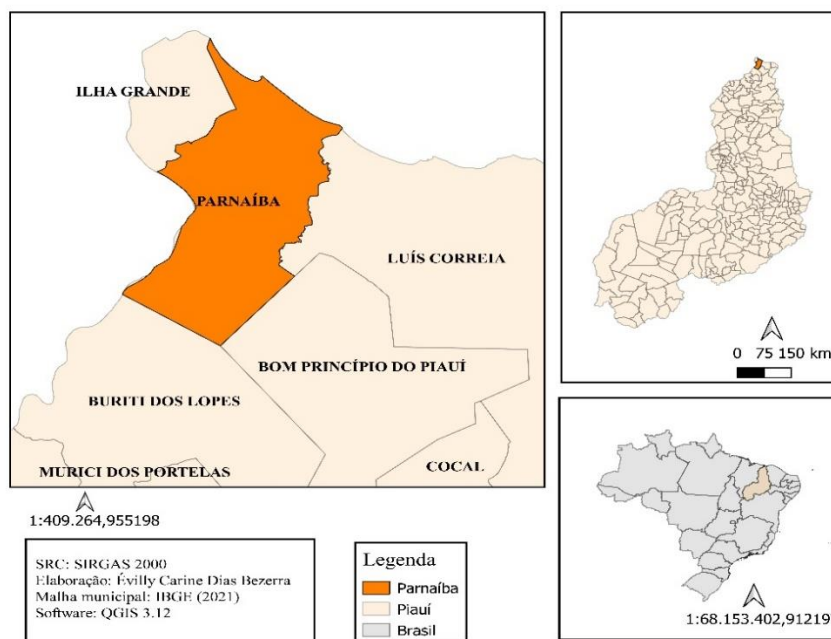 ILHA GRANDE
PARNAÍBA
LUÍS CORREIA
BOM PRINCÍPIO DO PIAUÍ
BURITI DOS LOPES
MURICI DOS PORTELAS
COCAL
1:409.264,955198
0 75 150 km
1:68.153.402,91219
SRC: SIRGAS 2000
Elaboração: Évilly Carine Dias Bezerra
Malha municipal: IBGE (2021)
Software: QGIS 3.12
Legenda
Parnaíba
Piauí
Brasil